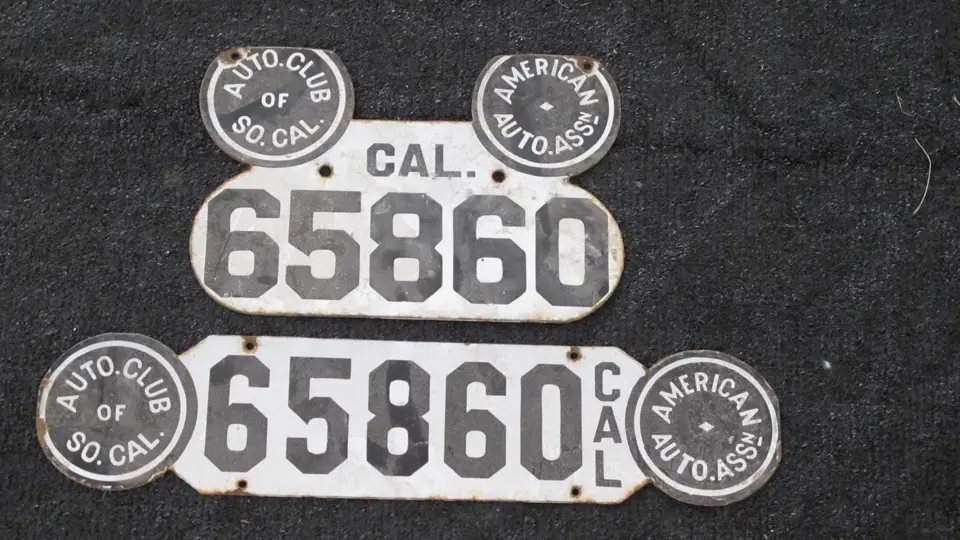 AUTO. CLUB
OF
SO. CAL.
AMERICAN
AUTO. ASSN
CAL.
65860
AUTO. CLUB
OF
SO. CAL.
65860
CAL
AMERICAN
AUTO. ASSN